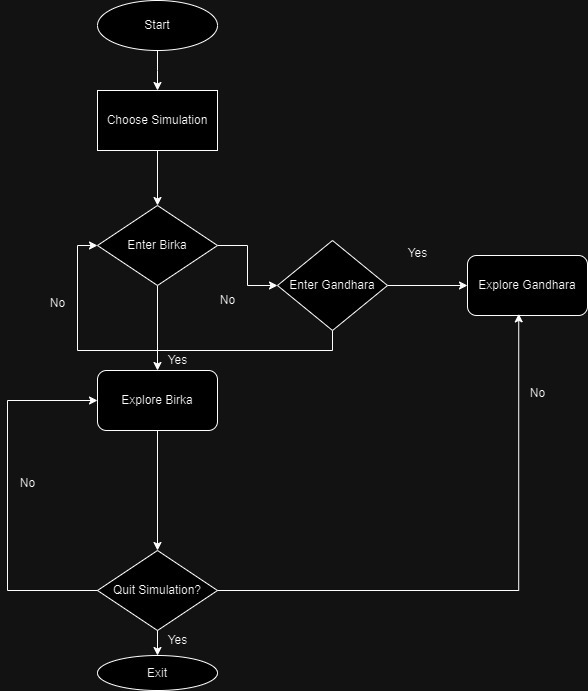 Start
Choose Simulation
Enter Birka
No
Enter Gandhara
Yes
Explore Gandhara
No
Yes
Explore Birka
No
No
Quit Simulation?
Yes
Exit